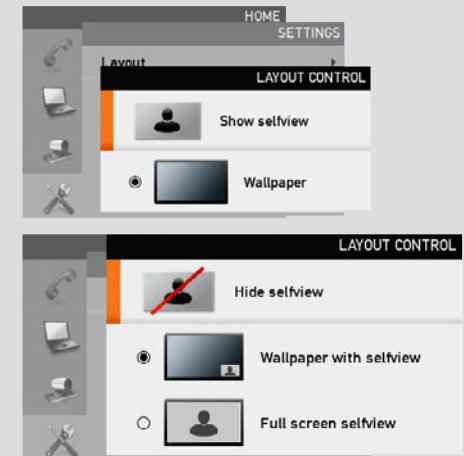 HOME
SETTINGS
Layout
LAYOUT CONTROL
Show selfview
Wallpaper
LAYOUT CONTROL
Hide selfview
Wallpaper with selfview
Full screen selfview